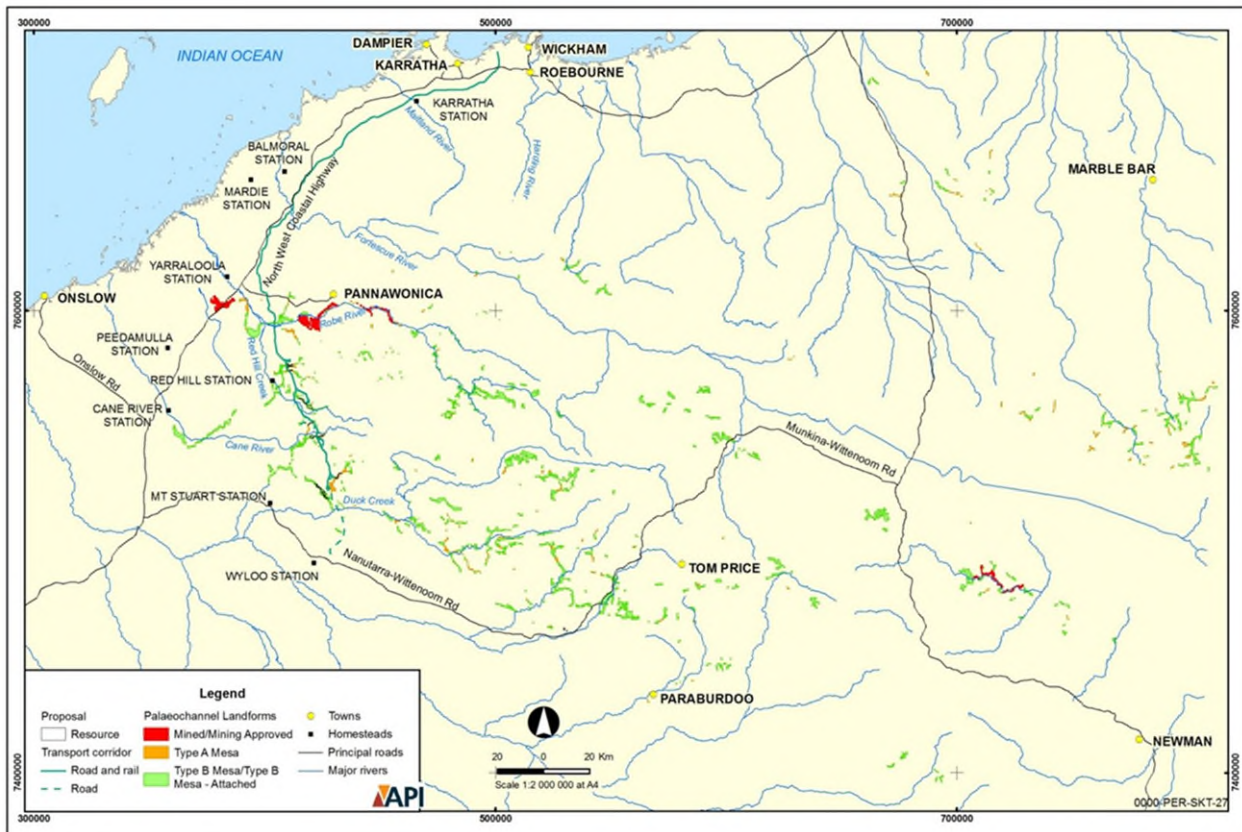 300000
500000
700000
INDIAN OCEAN
DAMPIER
WICKHAM
KARRATHA
ROEBOURNE
KARRATHA
STATION
Maitland River
Harding River
BALMORAL
STATION
MARDIE
STATION
MARBLE BAR
North West Coastal Highway
Fortescue River
YARRALOOLA
STATION
ONSLOW
PANNAWONICA
7600000
7600000
Robe River
PEEDAMULLA
STATION
Red Hill Creek
Onslow Rd
RED HILL STATION
CANE RIVER
STATION
Cane River
Munkina-Wittenoom Rd
MT STUART STATION
Duck Creek
WYLOO STATION
Nanutarra-Wittenoom Rd
TOM PRICE
PARABURDOO
NEWMAN
Legend
Proposal
Resource
Transport corridor
Road and rail
Road
Palaeochannel Landforms
Mined/Mining Approved
Type A Mesa
Type B Mesa/Type B
Mesa - Attached
Towns
Homesteads
Principal roads
Major rivers
API
20 0 20 Km
Scale 1:2 000 000 at A4
7400000
7400000
0000-PER-SKT-27
300000
500000
700000